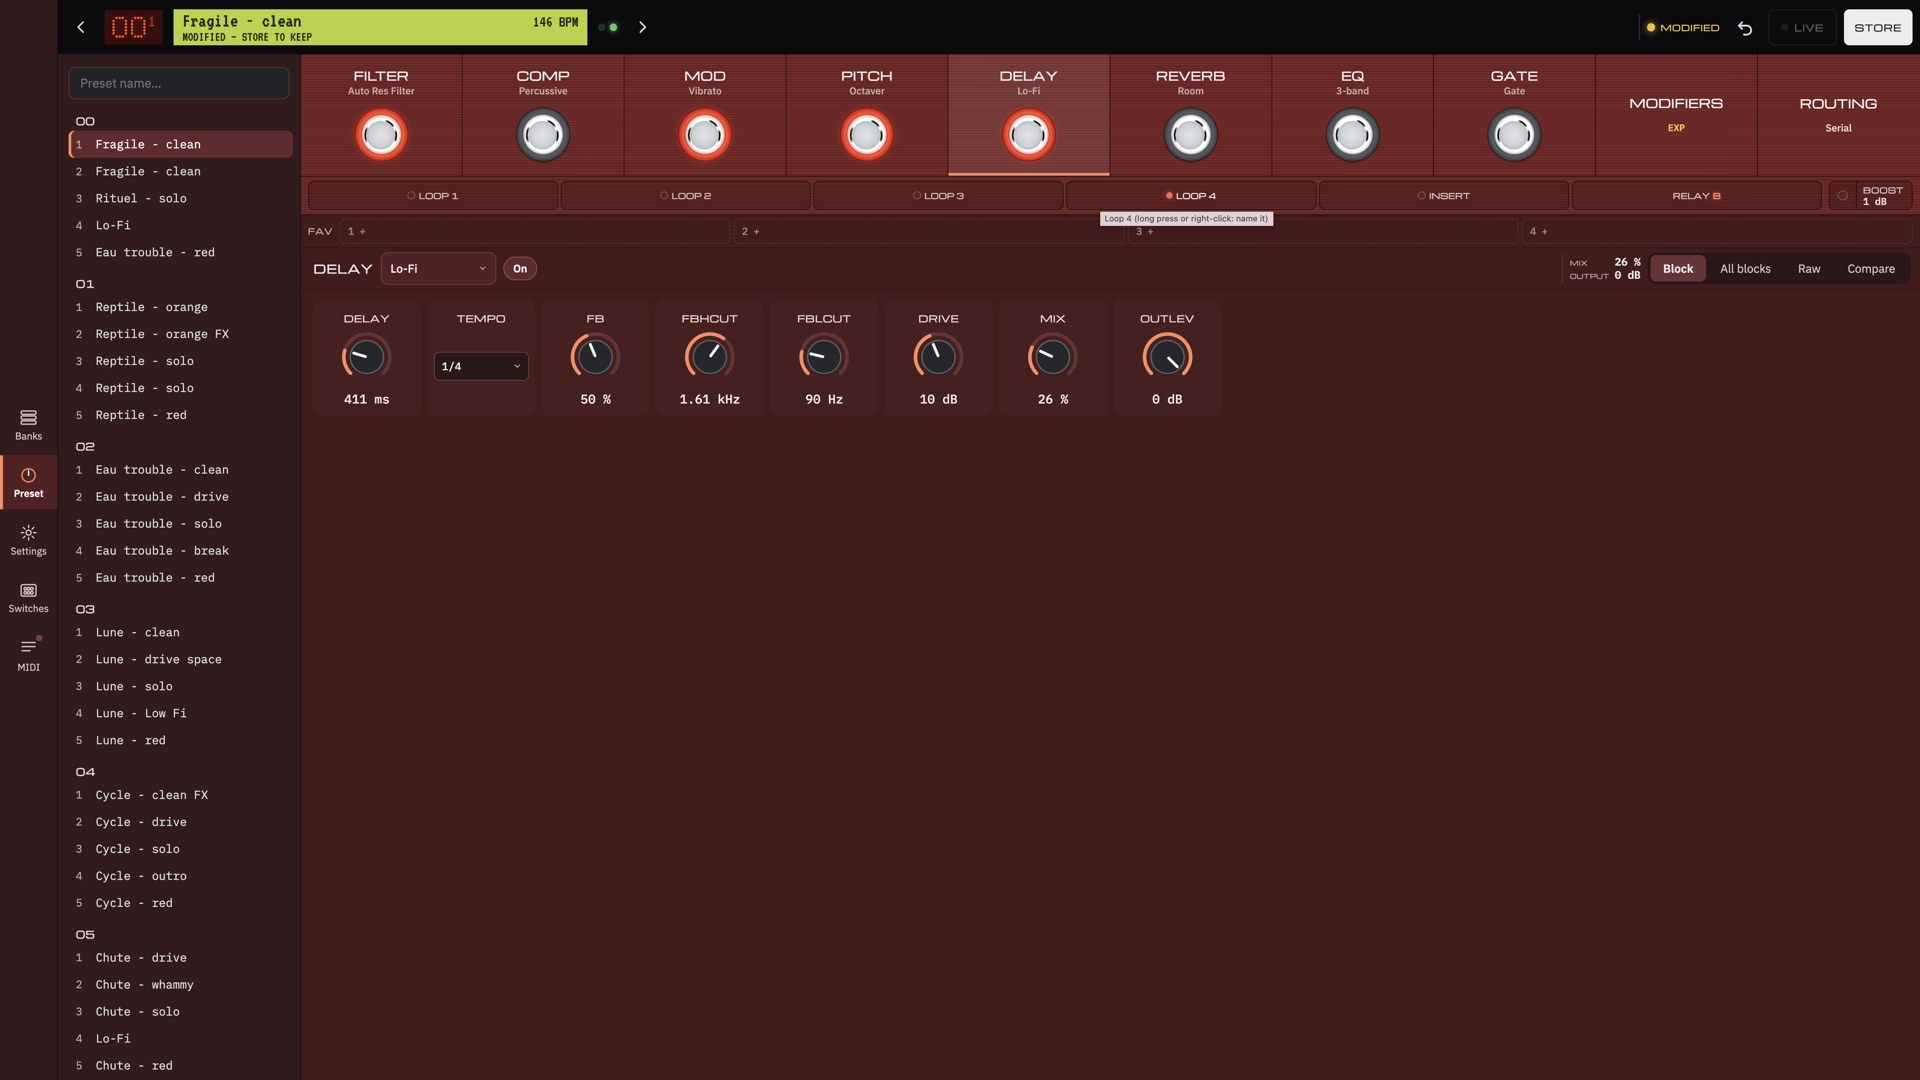 00 1
Fragile - clean 146 BPM
MODIFIED - STORE TO KEEP
MODIFIED
LIVE
STORE
Preset name...
00
1 Fragile - clean
2 Fragile - clean
3 Rituel - solo
4 Lo-Fi
5 Eau trouble - red
01
1 Reptile - orange
2 Reptile - orange FX
3 Reptile - solo
4 Reptile - solo
5 Reptile - red
02
1 Eau trouble - clean
2 Eau trouble - drive
3 Eau trouble - solo
4 Eau trouble - break
5 Eau trouble - red
03
1 Lune - clean
2 Lune - drive space
3 Lune - solo
4 Lune - Low Fi
5 Lune - red
04
1 Cycle - clean FX
2 Cycle - drive
3 Cycle - solo
4 Cycle - outro
5 Cycle - red
05
1 Chute - drive
2 Chute - whammy
3 Chute - solo
4 Lo-Fi
5 Chute - red
Banks
Preset
Settings
Switches
MIDI
FILTER
Auto Res Filter
COMP
Percussive
MOD
Vibrato
PITCH
Octaver
DELAY
Lo-Fi
REVERB
Room
EQ
3-band
GATE
Gate
MODIFIERS
EXP
ROUTING
Serial
LOOP 1
LOOP 2
LOOP 3
LOOP 4
INSERT
RELAY B
BOOST
1 dB
Loop 4 (long press or right-click: name it)
FAV 1 + 2 + 3 + 4 +
DELAY Lo-Fi On
MIX 26 %
OUTPUT 0 dB
Block All blocks Raw Compare
DELAY
411 ms
TEMPO
1/4
FB
50 %
FBHCUT
1.61 kHz
FBLCUT
90 Hz
DRIVE
10 dB
MIX
26 %
OUTLEV
0 dB